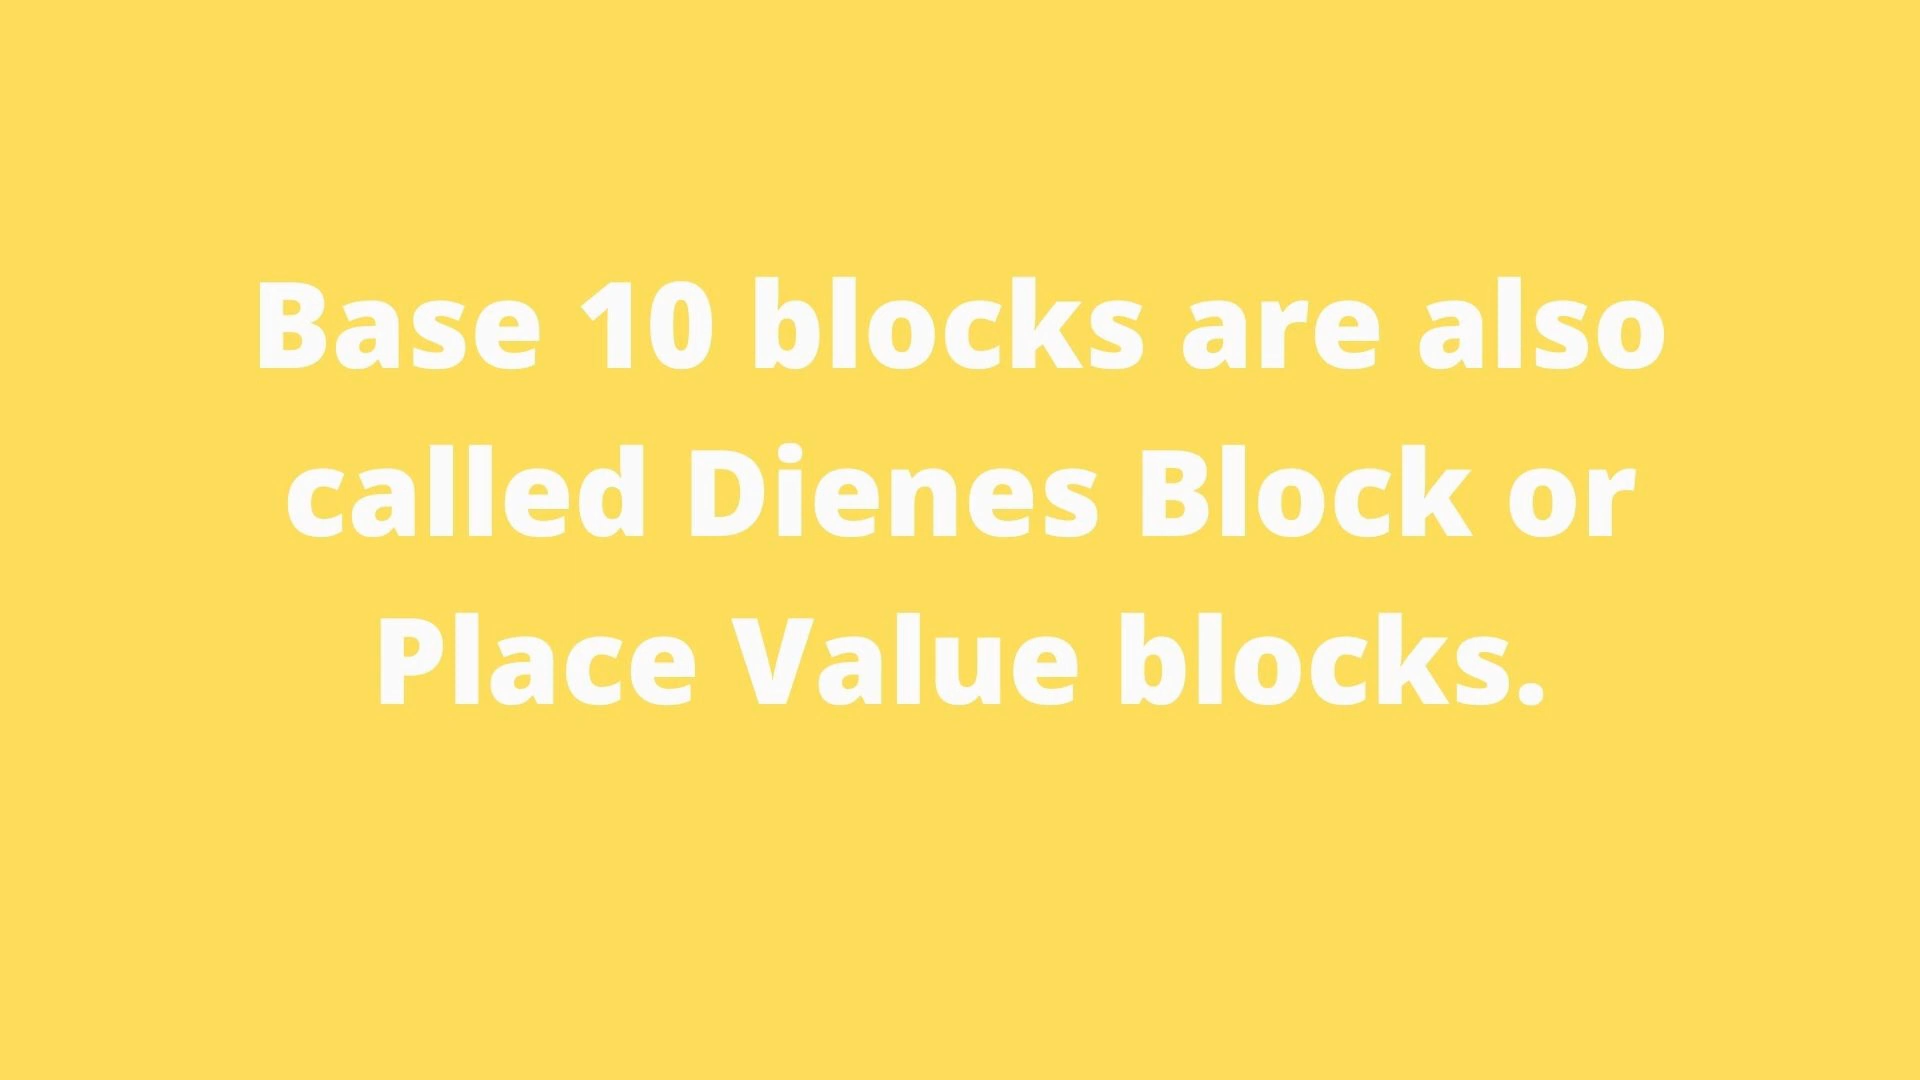 Base 10 blocks are also
called Dienes Block or
Place Value blocks.